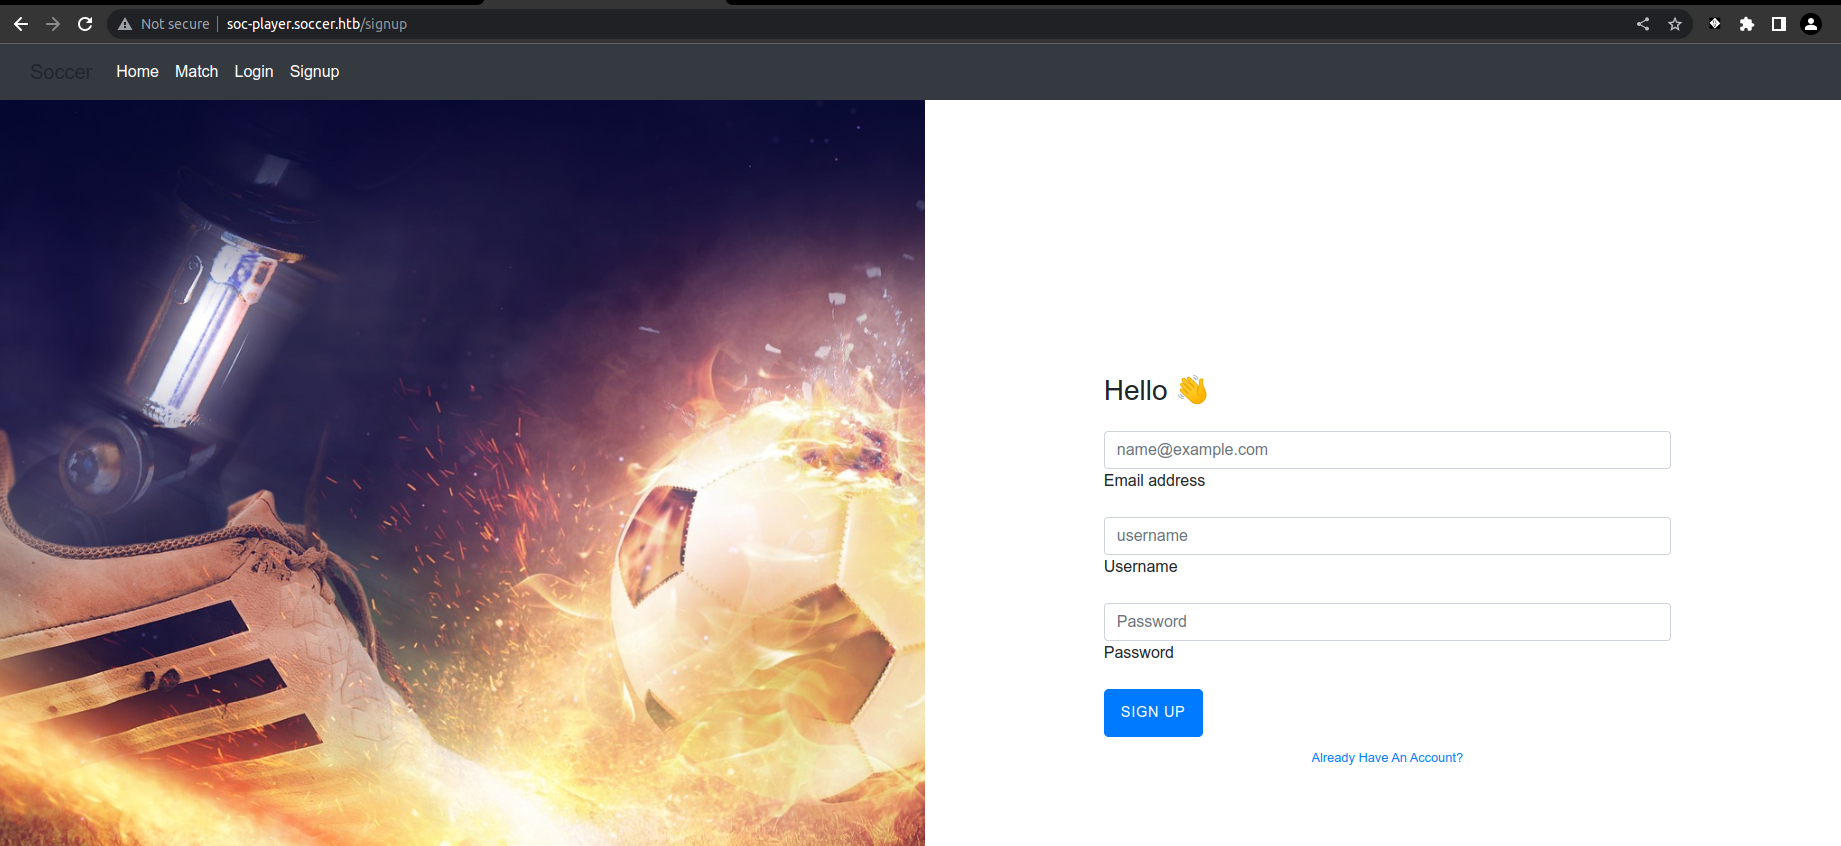 Not secure | soc-player.soccer.htb/signup
Soccer Home Match Login Signup
Hello 👋
name@example.com
Email address
username
Username
Password
Password
SIGN UP
Already Have An Account?